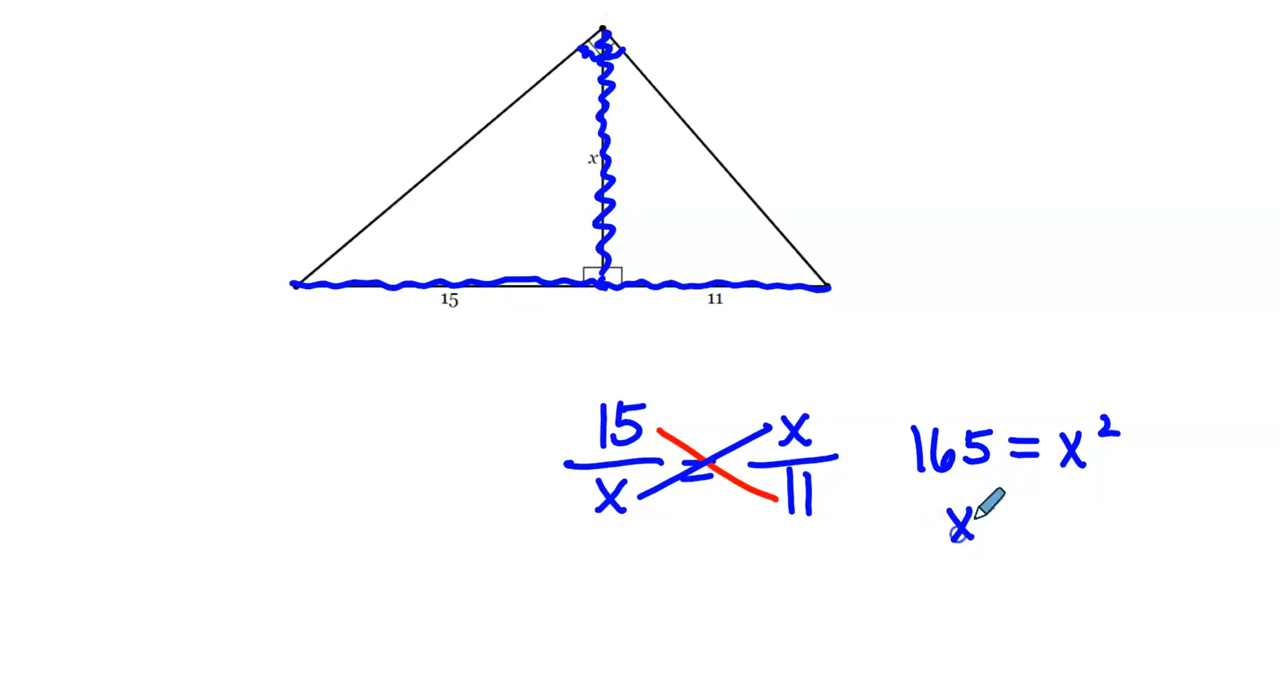 x
15 11
15/x = x/11
165 = x²
x